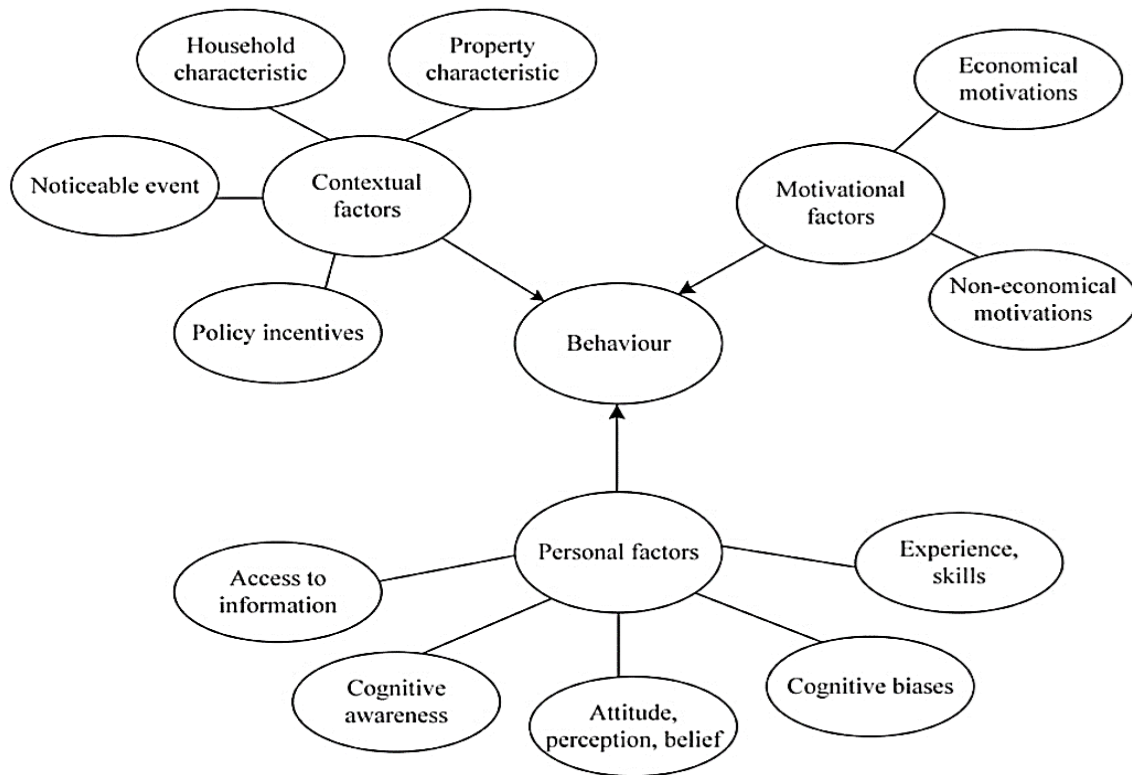 Household
characteristic
Property
characteristic
Economical
motivations
Noticeable event
Contextual
factors
Motivational
factors
Non-economical
motivations
Policy incentives
Behaviour
Personal factors
Experience,
skills
Access to
information
Cognitive
awareness
Attitude,
perception, belief
Cognitive biases